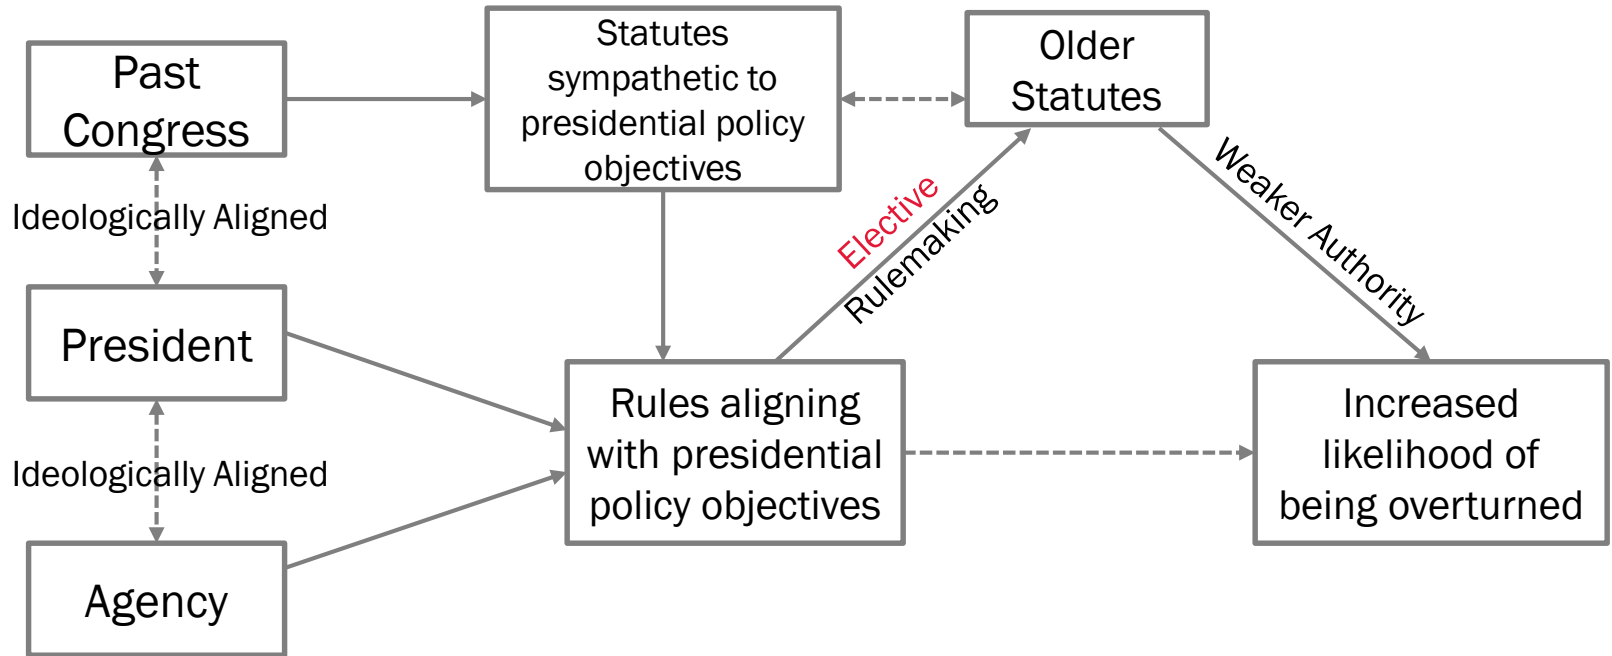 Past
Congress
Statutes
sympathetic to
presidential policy
objectives
Older
Statutes
Ideologically Aligned
Elective
Rulemaking
Weaker Authority
President
Rules aligning
with presidential
policy objectives
Increased
likelihood of
being overturned
Ideologically Aligned
Agency